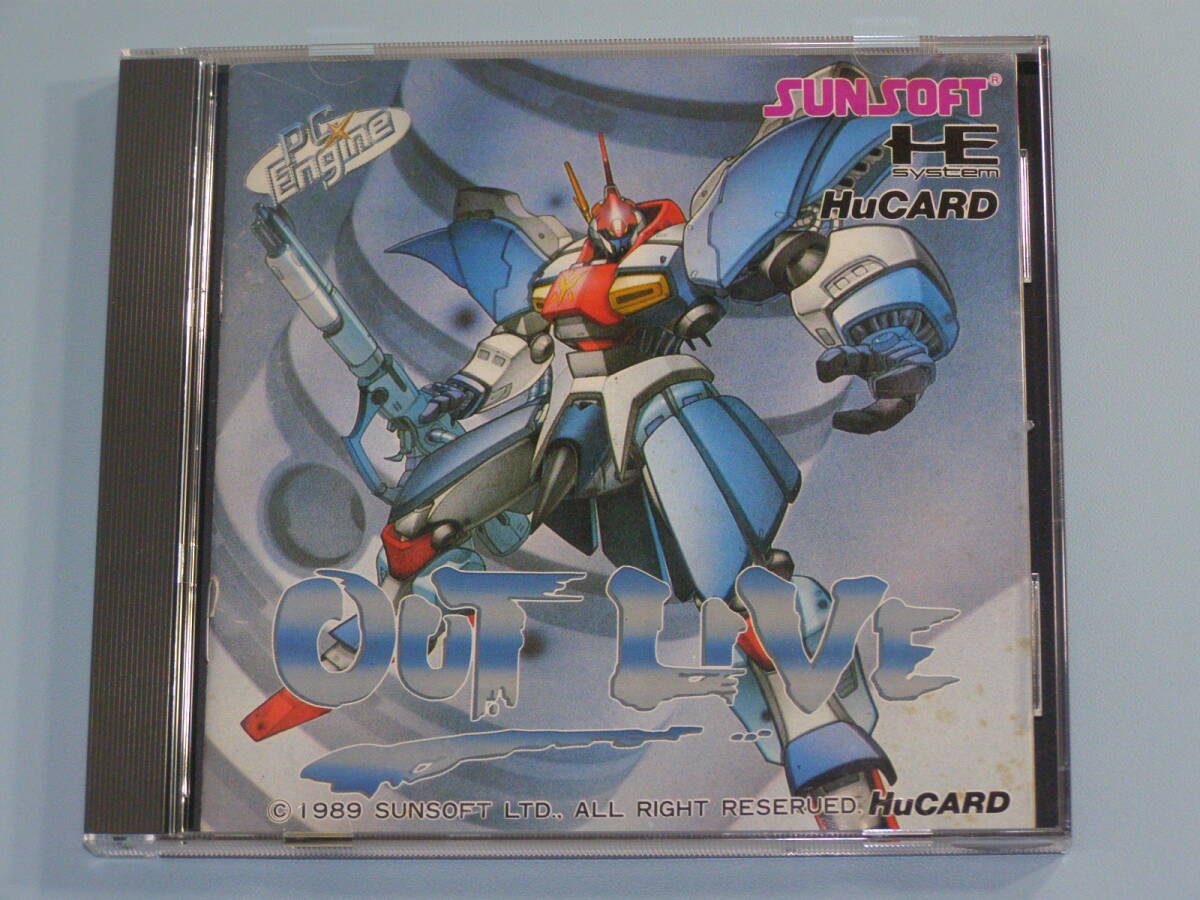 PC Engine
SUNSOFT®
HE
system
HuCARD
OUT LIVE
© 1989 SUNSOFT LTD., ALL RIGHT RESERUED. HuCARD